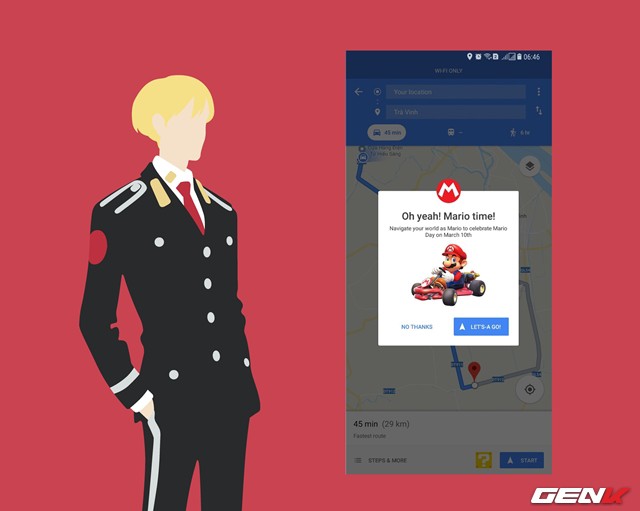 06:46
WI-FI ONLY
Your location
Trà Vinh
45 min
6 hr
M
Oh yeah! Mario time!
Navigate your world as Mario to celebrate Mario
Day on March 10th
NO THANKS
LET'S-A GO!
45 min (29 km)
Fastest route
STEPS & MORE
?
START
GENK